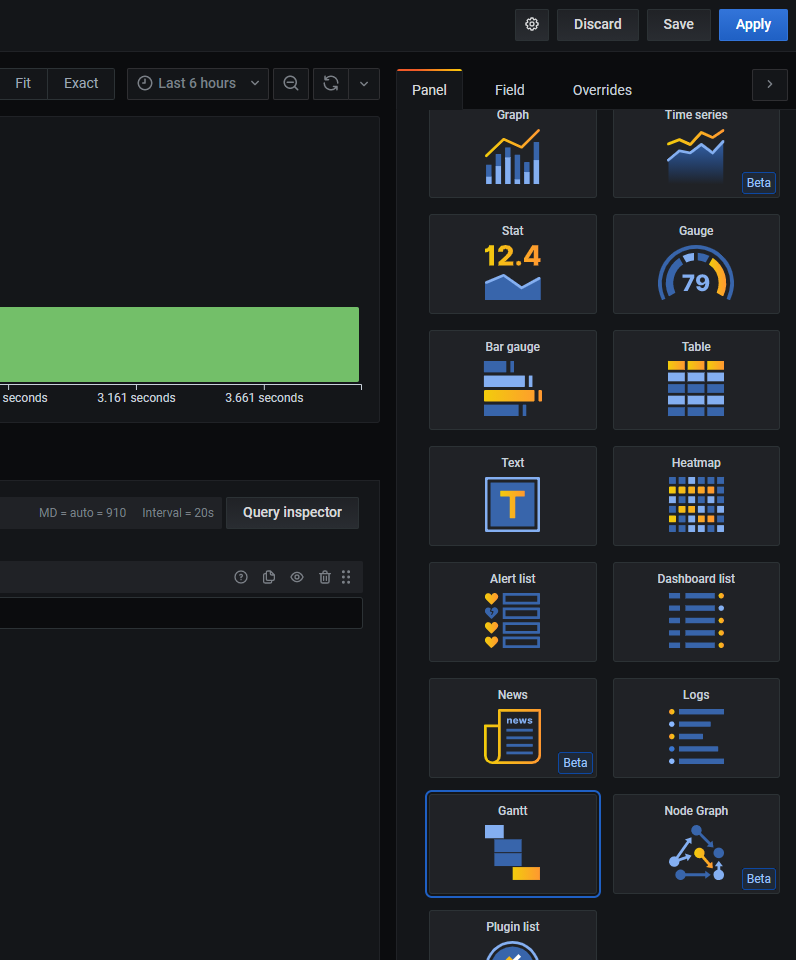 Discard
Save
Apply
Fit
Exact
Last 6 hours
Panel
Field
Overrides
Graph
Time series
Beta
Stat
12.4
Gauge
79
Bar gauge
Table
seconds
3.161 seconds
3.661 seconds
Text
T
Heatmap
MD = auto = 910
Interval = 20s
Query inspector
Alert list
Dashboard list
News
news
Beta
Logs
Gantt
Node Graph
Beta
Plugin list